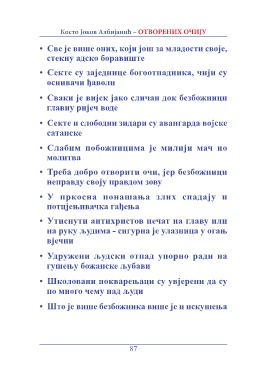 Косто Јовов Албијанић – ОТВОРЕНИХ ОЧИЈУ
• Све је више оних, који још за младости своје,
стекну адско боравиште
• Секте су заједнице богоотпадника, чији су
оснивачи ђаволи
• Сваки је вијек јако сличан док безбожници
главну ријеч воде
• Секте и слободни зидари су авангарда војске
сатанске
• Слабим побожницима је милији мач но
молитва
• Треба добро отворити очи, јер безбожници
неправду своју правдом зову
• У пркосна понашања злих спадају и
потцјењивачка гађења
• Утиснути антихристов печат на главу или
на руку људима - сигурна је улазница у огањ
вјечни
• Удружени људски отпад упорно ради на
гушењу божанске љубави
• Школовани покварењаци су увјерени да су
по много чему над људи
• Што је више безбожника више је и искушења
87